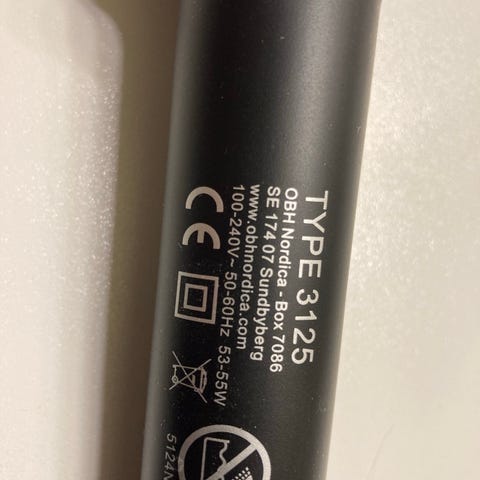 TYPE 3125
OBH Nordica - Box 7086
SE 174 07 Sundbyberg
www.obhnordica.com
100-240V~ 50-60Hz 53-55W
CE